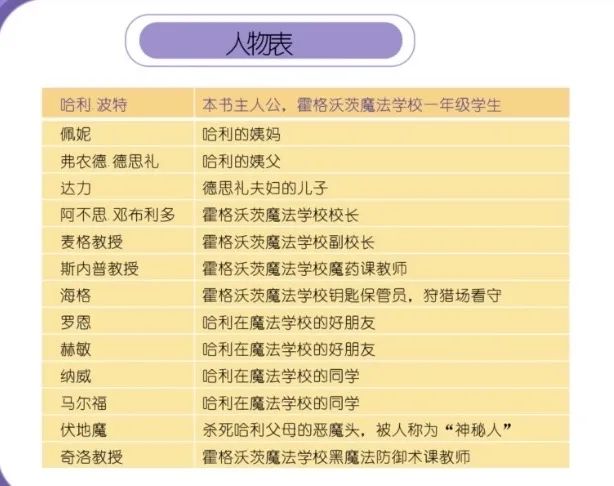 人物表
哈利.波特 本书主人公，霍格沃茨魔法学校一年级学生
佩妮 哈利的姨妈
弗农德.德思礼 哈利的姨父
达力 德思礼夫妇的儿子
阿不思.邓布利多 霍格沃茨魔法学校校长
麦格教授 霍格沃茨魔法学校副校长
斯内普教授 霍格沃茨魔法学校魔药课教师
海格 霍格沃茨魔法学校钥匙保管员，狩猎场看守
罗恩 哈利在魔法学校的好朋友
赫敏 哈利在魔法学校的好朋友
纳威 哈利在魔法学校的同学
马尔福 哈利在魔法学校的同学
伏地魔 杀死哈利父母的恶魔头，被人称为“神秘人”
奇洛教授 霍格沃茨魔法学校黑魔法防御术课教师